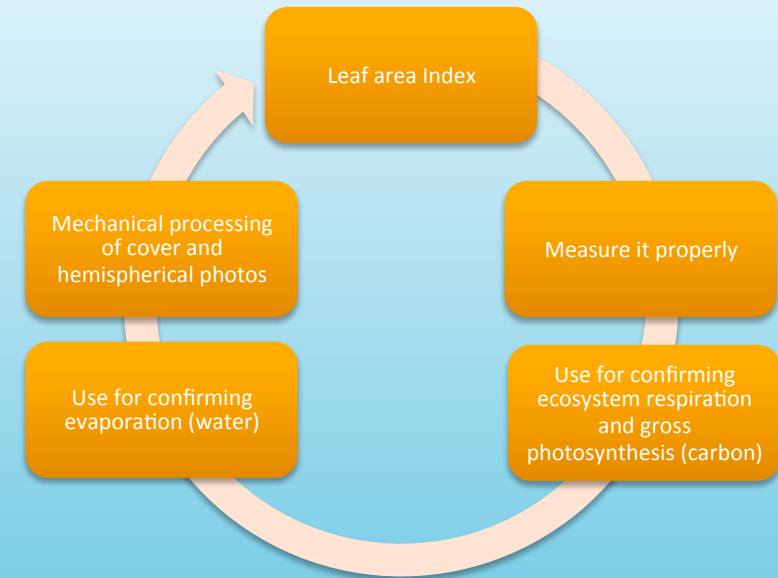 Leaf area Index
Measure it properly
Use for confirming
ecosystem respiration
and gross
photosynthesis (carbon)
Use for confirming
evaporation (water)
Mechanical processing
of cover and
hemispherical photos